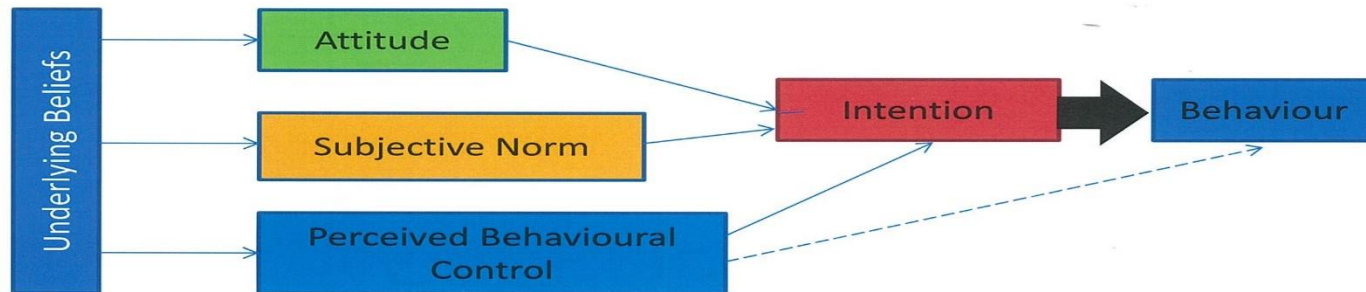 Underlying Beliefs
Attitude
Subjective Norm
Perceived Behavioural
Control
Intention
Behaviour